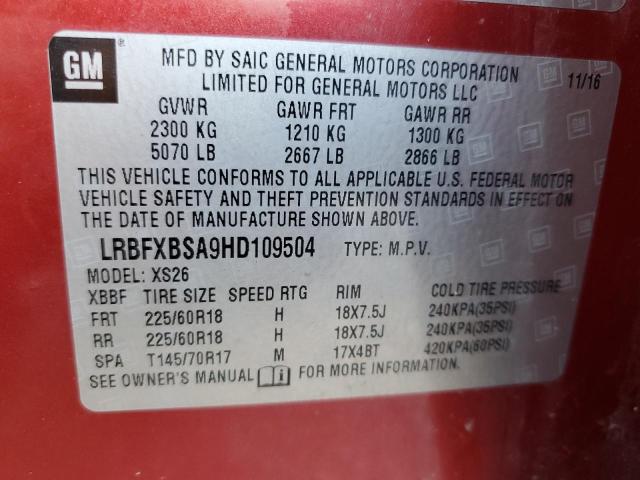 GM
MFD BY SAIC GENERAL MOTORS CORPORATION
LIMITED FOR GENERAL MOTORS LLC 11/16
GVWR GAWR FRT GAWR RR
2300 KG 1210 KG 1300 KG
5070 LB 2667 LB 2866 LB
THIS VEHICLE CONFORMS TO ALL APPLICABLE U.S. FEDERAL MOTOR
VEHICLE SAFETY AND THEFT PREVENTION STANDARDS IN EFFECT ON
THE DATE OF MANUFACTURE SHOWN ABOVE.
LRBFXBSA9HD109504 TYPE: M.P.V.
MODEL: XS26
XBBF TIRE SIZE SPEED RTG RIM COLD TIRE PRESSURE
FRT 225/60R18 H 18X7.5J 240KPA(35PSI)
RR 225/60R18 H 18X7.5J 240KPA(35PSI)
SPA T145/70R17 M 17X4BT 420KPA(60PSI)
SEE OWNER'S MANUAL FOR MORE INFORMATION.